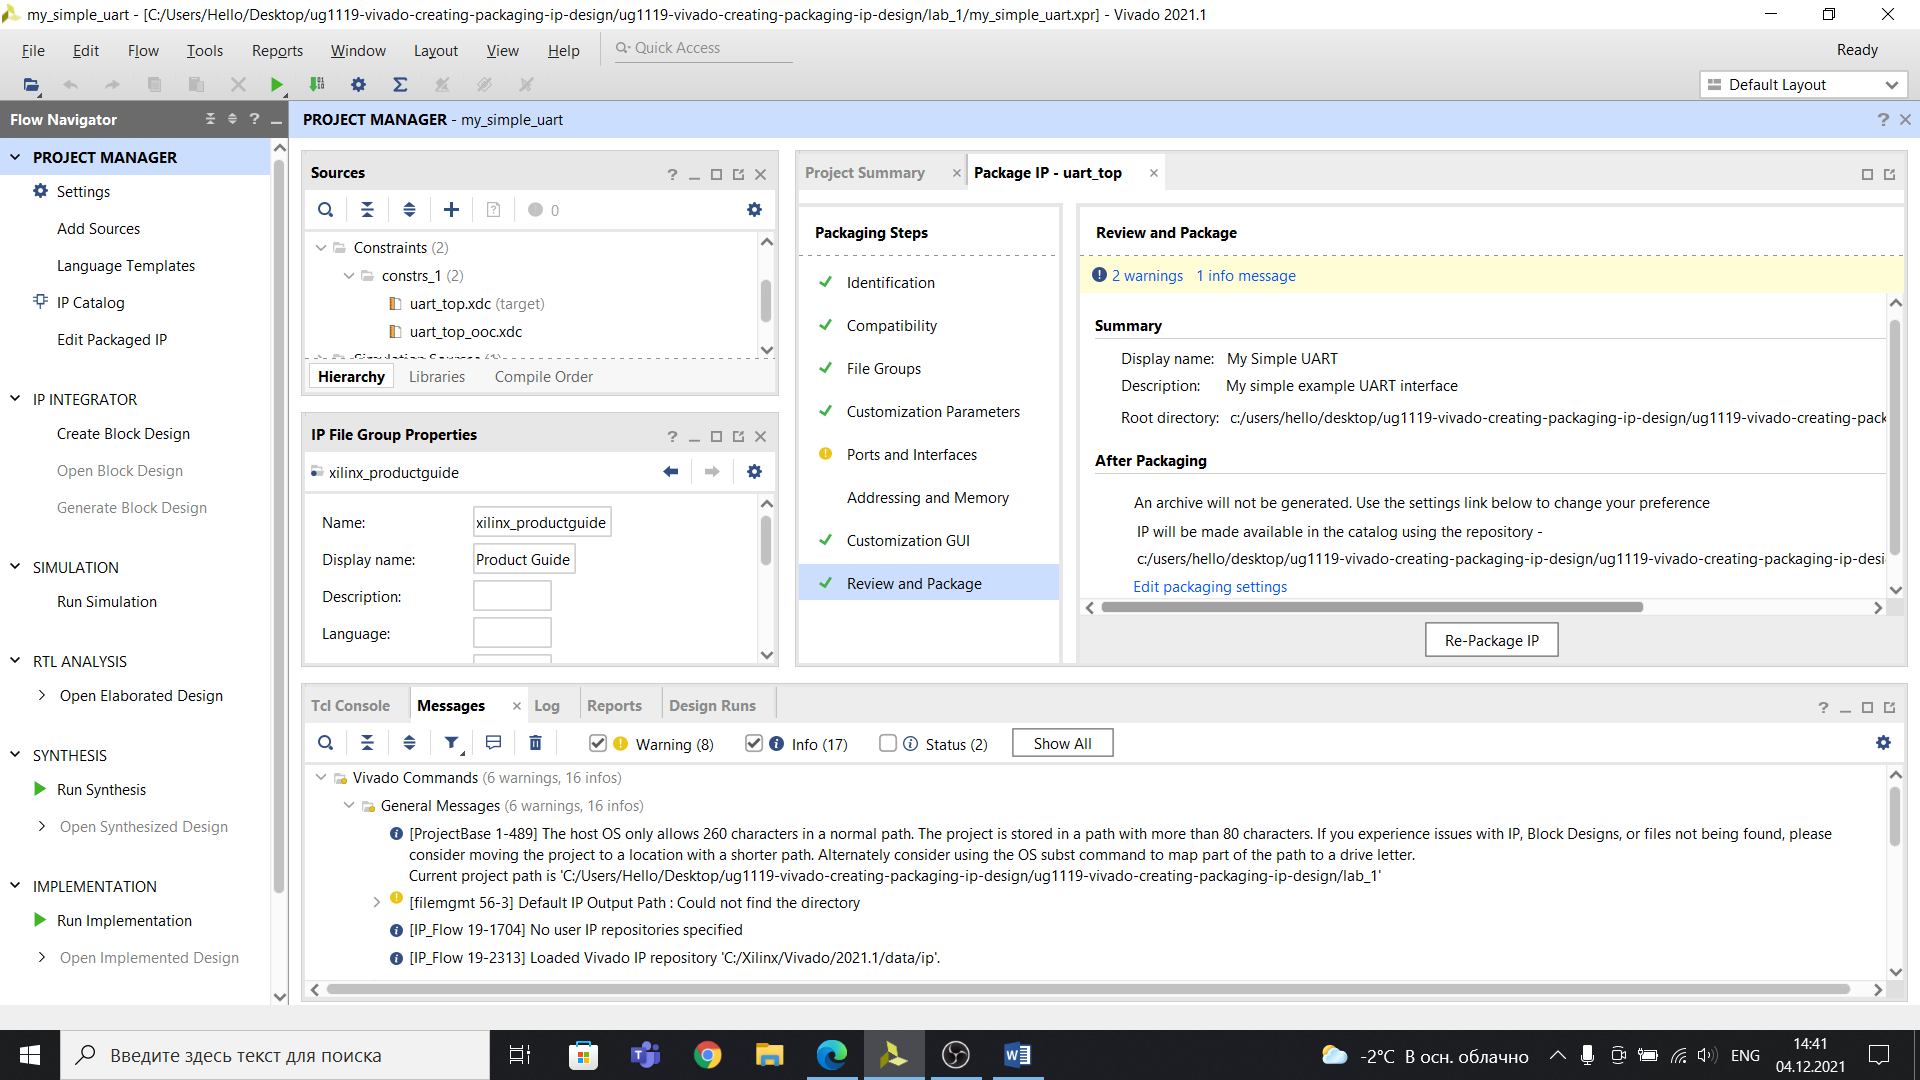 my_simple_uart - [C:/Users/Hello/Desktop/ug1119-vivado-creating-packaging-ip-design/ug1119-vivado-creating-packaging-ip-design/lab_1/my_simple_uart.xpr] - Vivado 2021.1
File Edit Flow Tools Reports Window Layout View Help Quick Access Ready
Default Layout
Flow Navigator
PROJECT MANAGER
Settings
Add Sources
Language Templates
IP Catalog
Edit Packaged IP
IP INTEGRATOR
Create Block Design
Open Block Design
Generate Block Design
SIMULATION
Run Simulation
RTL ANALYSIS
Open Elaborated Design
SYNTHESIS
Run Synthesis
Open Synthesized Design
IMPLEMENTATION
Run Implementation
Open Implemented Design
PROJECT MANAGER - my_simple_uart
Sources
0
Constraints (2)
constrs_1 (2)
uart_top.xdc (target)
uart_top_ooc.xdc
Simulation Sources (1)
Hierarchy Libraries Compile Order
IP File Group Properties
xilinx_productguide
Name: xilinx_productguide
Display name: Product Guide
Description:
Language:
Project Summary Package IP - uart_top
Packaging Steps
Identification
Compatibility
File Groups
Customization Parameters
Ports and Interfaces
Addressing and Memory
Customization GUI
Review and Package
Review and Package
2 warnings 1 info message
Summary
Display name: My Simple UART
Description: My simple example UART interface
Root directory: c:/users/hello/desktop/ug1119-vivado-creating-packaging-ip-design/ug1119-vivado-creating-pack
After Packaging
An archive will not be generated. Use the settings link below to change your preference
IP will be made available in the catalog using the repository -
c:/users/hello/desktop/ug1119-vivado-creating-packaging-ip-design/ug1119-vivado-creating-packaging-ip-desi
Edit packaging settings
Re-Package IP
Tcl Console Messages Log Reports Design Runs
Warning (8) Info (17) Status (2) Show All
Vivado Commands (6 warnings, 16 infos)
General Messages (6 warnings, 16 infos)
[ProjectBase 1-489] The host OS only allows 260 characters in a normal path. The project is stored in a path with more than 80 characters. If you experience issues with IP, Block Designs, or files not being found, please
consider moving the project to a location with a shorter path. Alternately consider using the OS subst command to map part of the path to a drive letter.
Current project path is 'C:/Users/Hello/Desktop/ug1119-vivado-creating-packaging-ip-design/ug1119-vivado-creating-packaging-ip-design/lab_1'
[filemgmt 56-3] Default IP Output Path : Could not find the directory
[IP_Flow 19-1704] No user IP repositories specified
[IP_Flow 19-2313] Loaded Vivado IP repository 'C:/Xilinx/Vivado/2021.1/data/ip'.
Введите здесь текст для поиска
-2°C В осн. облачно
ENG
14:41
04.12.2021